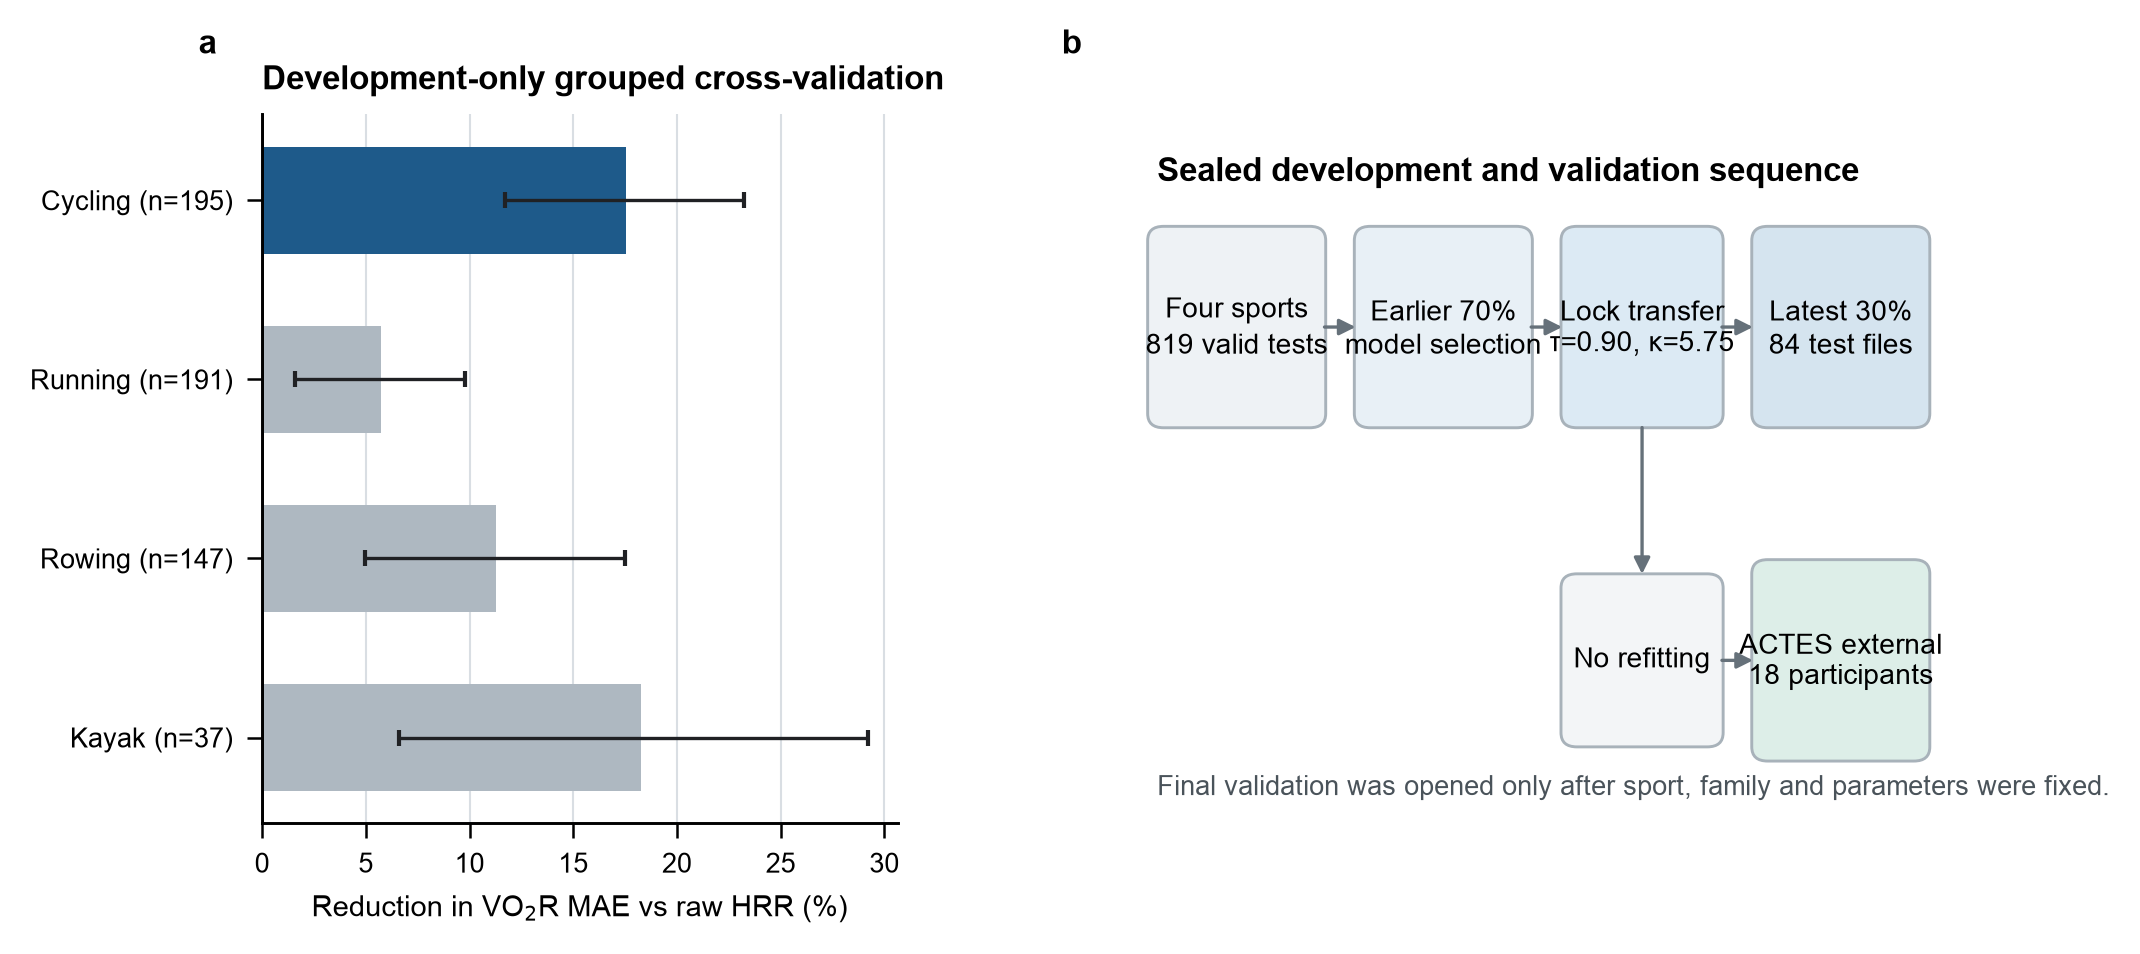 a
Development-only grouped cross-validation
Cycling (n=195)
Running (n=191)
Rowing (n=147)
Kayak (n=37)
0 5 10 15 20 25 30
Reduction in VO₂R MAE vs raw HRR (%)
b
Sealed development and validation sequence
Four sports
819 valid tests
Earlier 70%
model selection
Lock transfer
τ=0.90, κ=5.75
Latest 30%
84 test files
No refitting
ACTES external
18 participants
Final validation was opened only after sport, family and parameters were fixed.